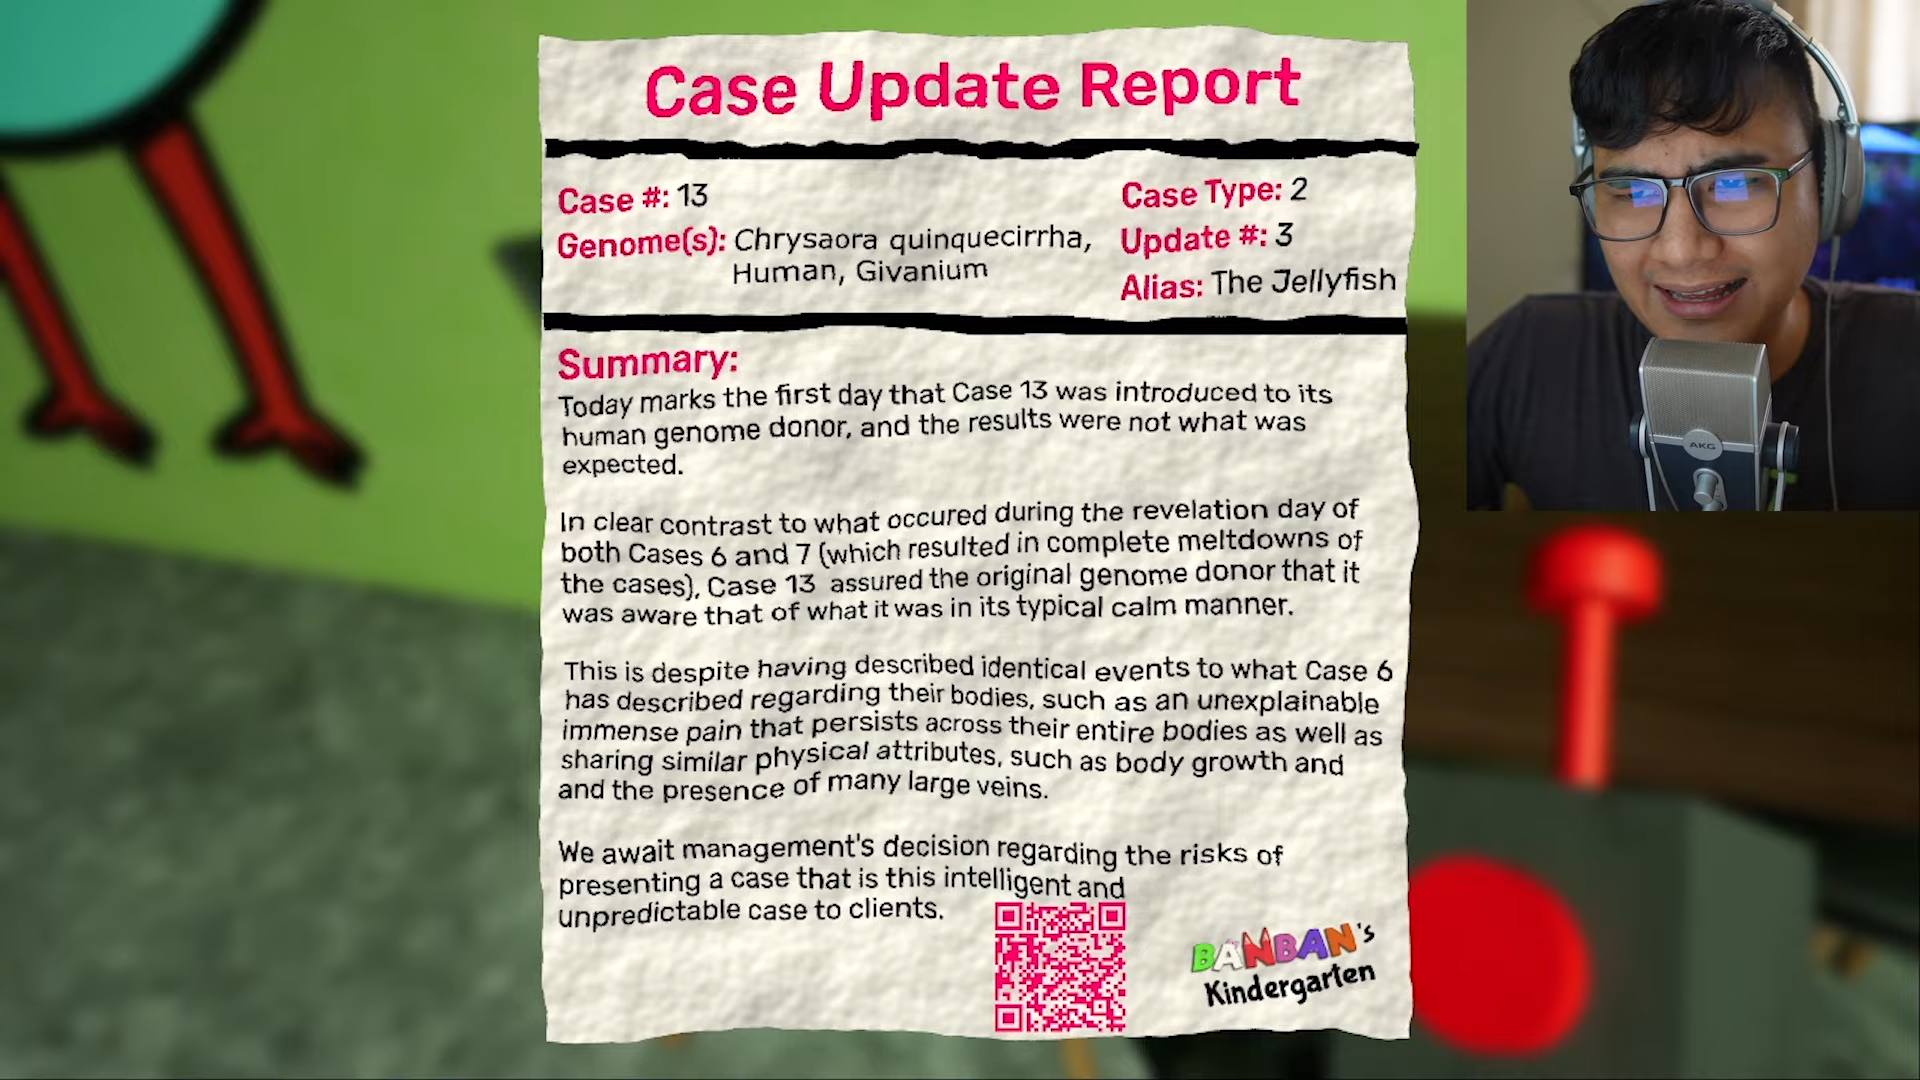 Case Update Report
Case #: 13
Genome(s): Chrysaora quinquecirrha,
Human, Givanium
Case Type: 2
Update #: 3
Alias: The Jellyfish
Summary:
Today marks the first day that Case 13 was introduced to its
human genome donor, and the results were not what was
expected.
In clear contrast to what occured during the revelation day of
both Cases 6 and 7 (which resulted in complete meltdowns of
the cases), Case 13 assured the original genome donor that it
was aware that of what it was in its typical calm manner.
This is despite having described identical events to what Case 6
has described regarding their bodies, such as an unexplainable
immense pain that persists across their entire bodies as well as
sharing similar physical attributes, such as body growth and
and the presence of many large veins.
We await management's decision regarding the risks of
presenting a case that is this intelligent and
unpredictable case to clients.
BANBAN's
Kindergarten
AKG